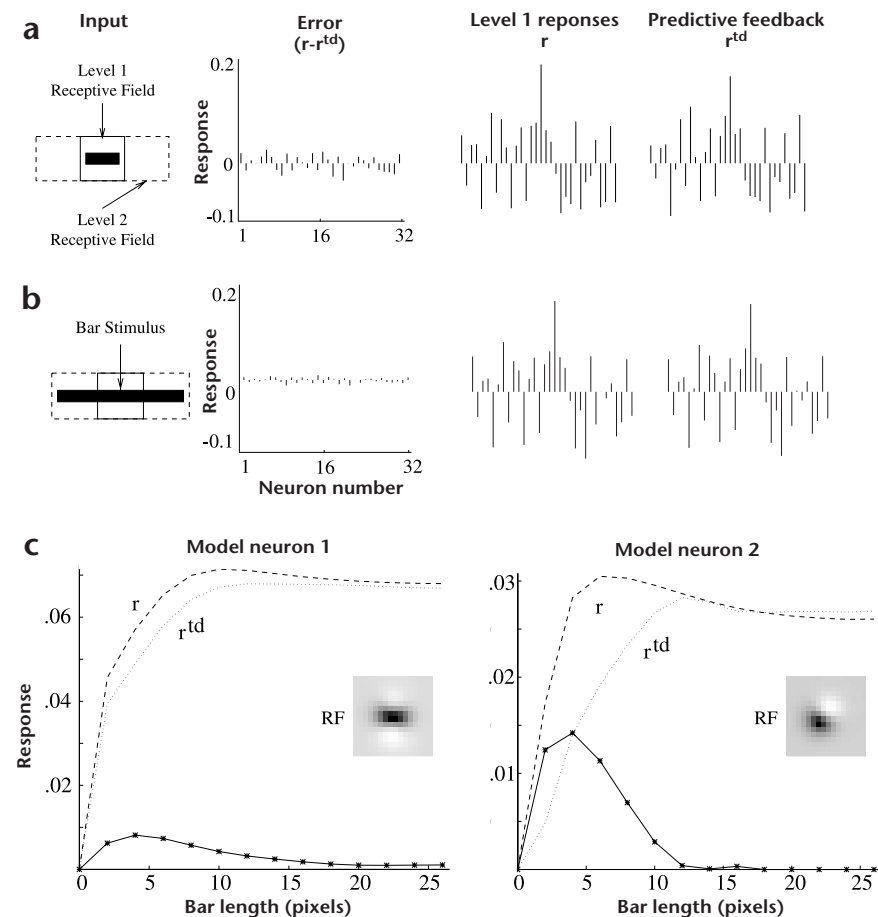 a
Input
Error
(r-r^td)
Level 1 reponses
r
Predictive feedback
r^td
Level 1
Receptive Field
Level 2
Receptive Field
Response
0.2
0
-0.1
1 16 32
b
Bar Stimulus
Response
0.2
0
-0.1
1 16 32
Neuron number
c
Model neuron 1
Response
.06
.04
.02
r
r^td
RF
0 5 10 15 20 25
Bar length (pixels)
Model neuron 2
.03
.02
.01
r
r^td
RF
0 5 10 15 20 25
Bar length (pixels)